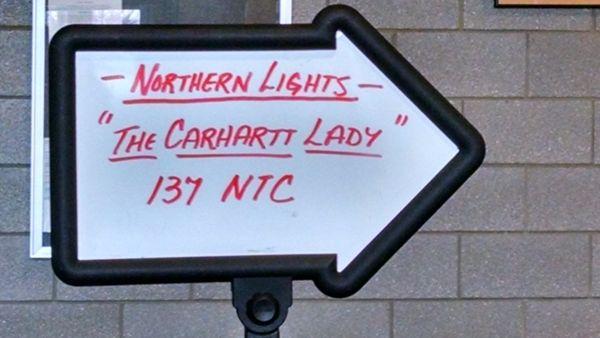 - NORTHERN LIGHTS -
"THE CARHARTT LADY"
137 NTC